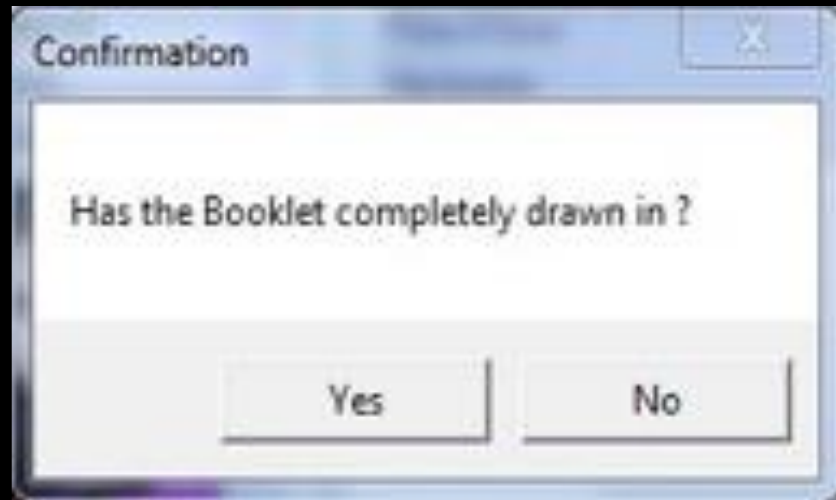 Confirmation
Has the Booklet completely drawn in ?
Yes
No